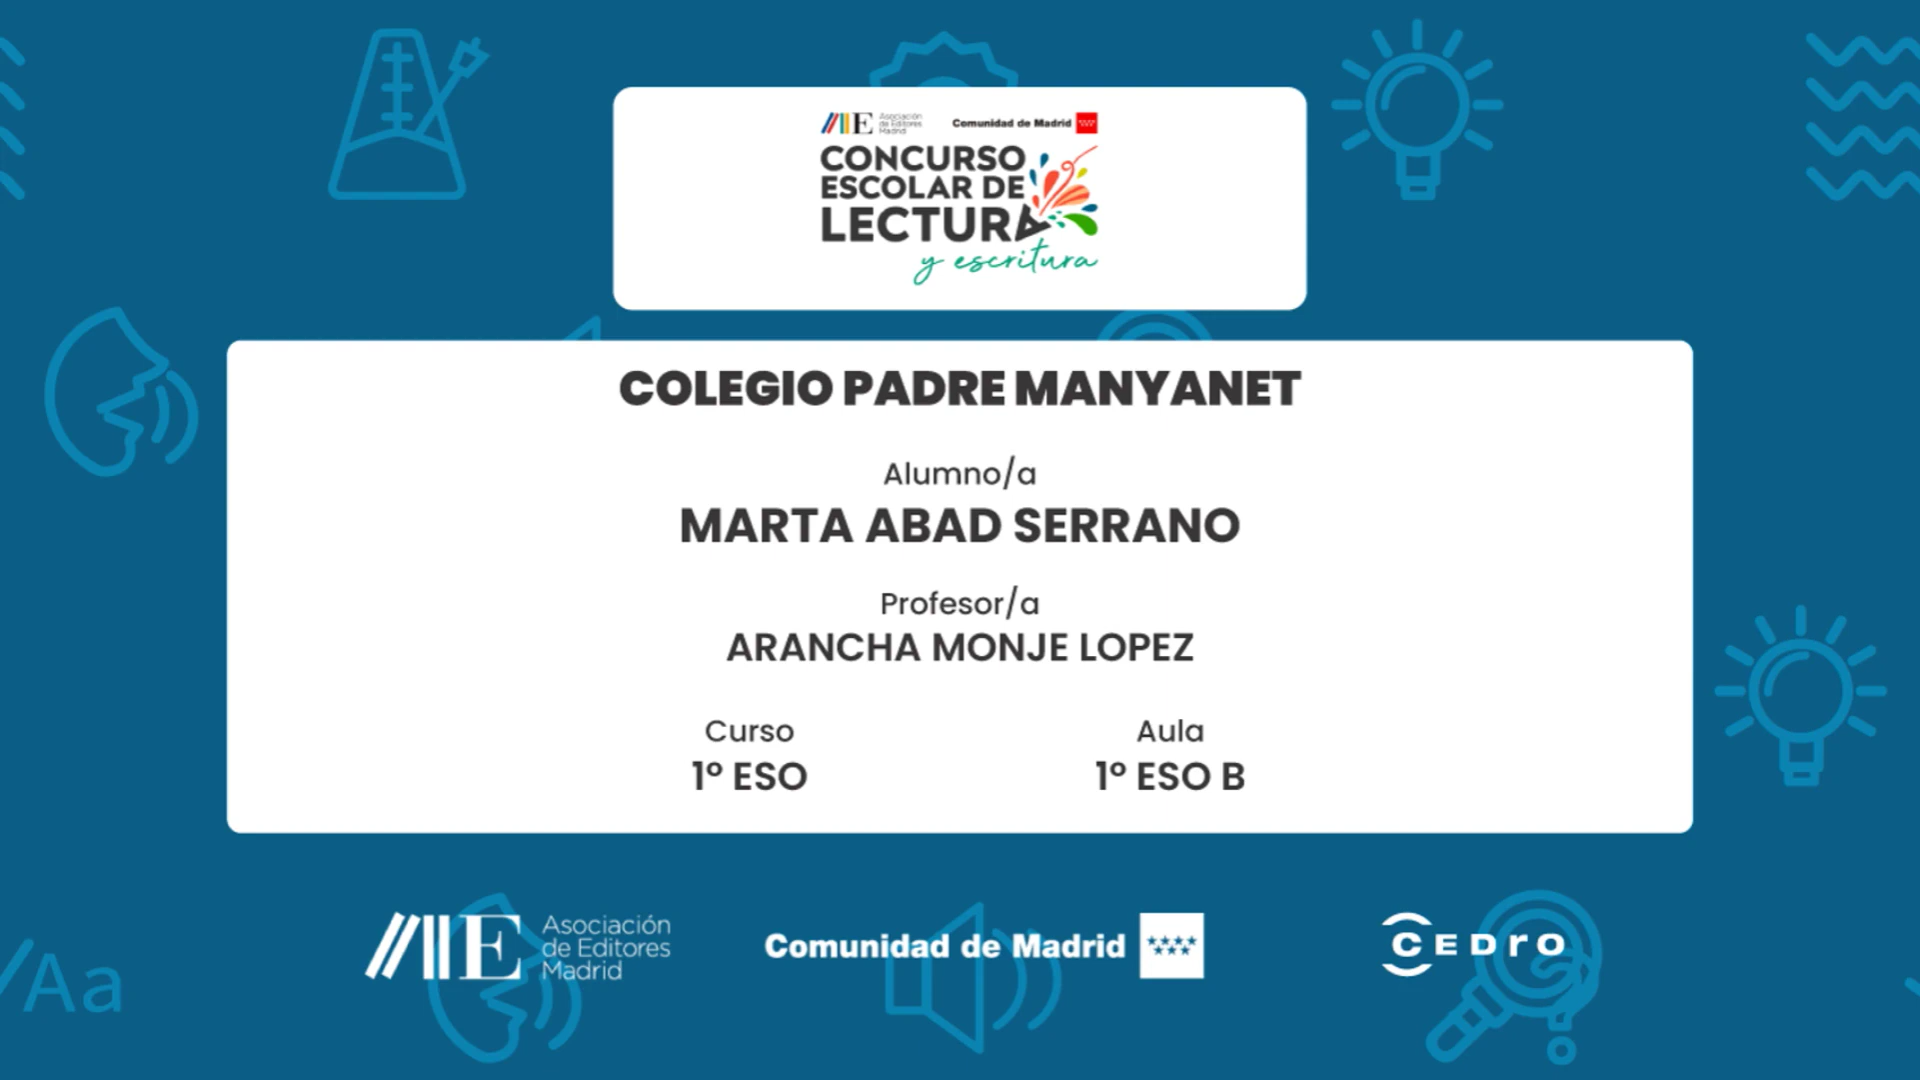 Asociación
de Editores
Madrid
Comunidad de Madrid
CONCURSO
ESCOLAR DE
LECTURA
y escritura
COLEGIO PADRE MANYANET
Alumno/a
MARTA ABAD SERRANO
Profesor/a
ARANCHA MONJE LOPEZ
Curso
Aula
1º ESO
1º ESO B
Æ Asociación
de Editores
Madrid
Comunidad de Madrid
CEDrO
Aa